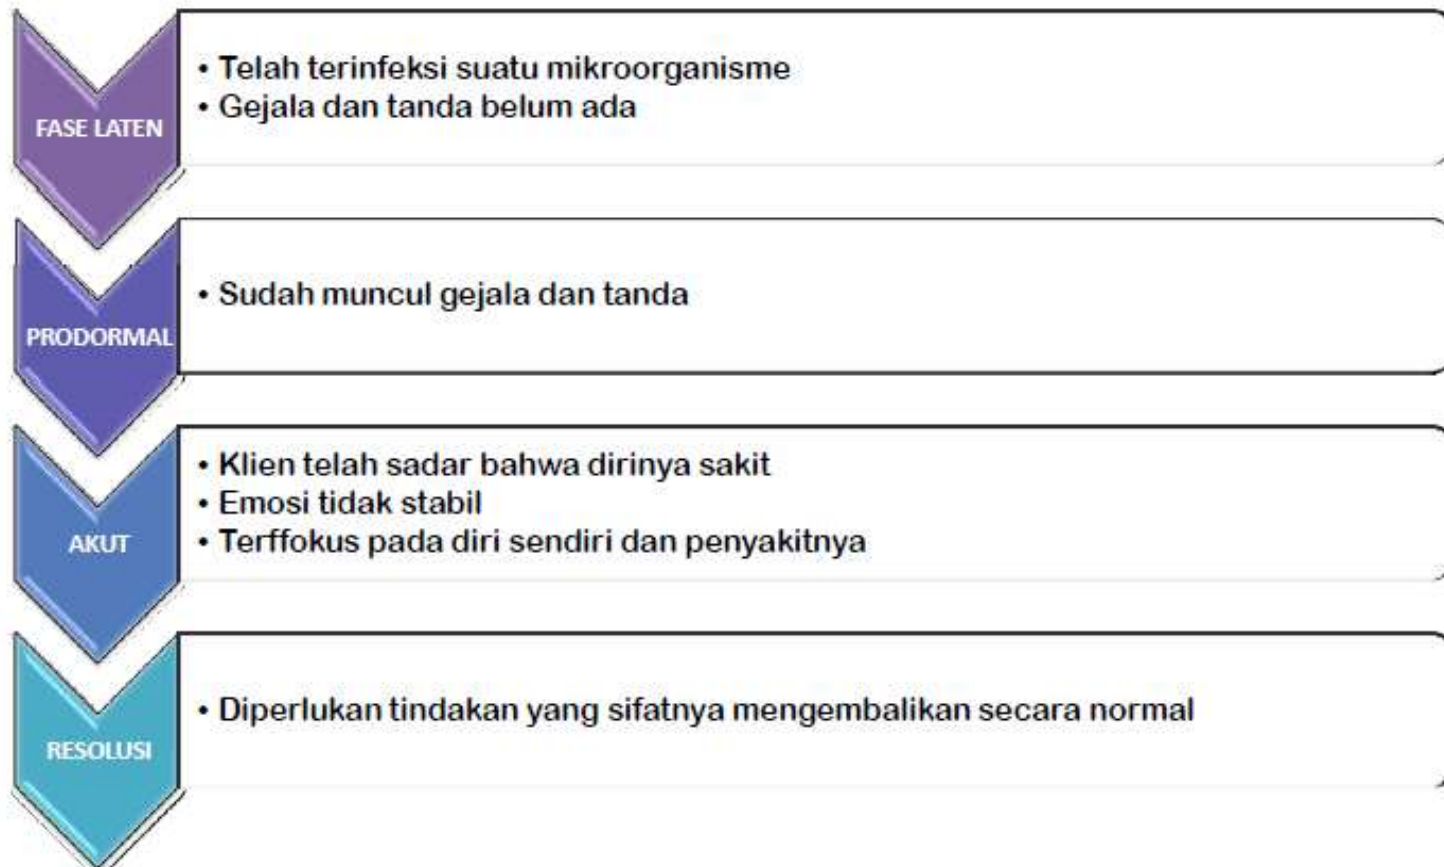 FASE LATEN
• Telah terinfeksi suatu mikroorganisme
• Gejala dan tanda belum ada
PRODORMAL
• Sudah muncul gejala dan tanda
AKUT
• Klien telah sadar bahwa dirinya sakit
• Emosi tidak stabil
• Terffokus pada diri sendiri dan penyakitnya
RESOLUSI
• Diperlukan tindakan yang sifatnya mengembalikan secara normal